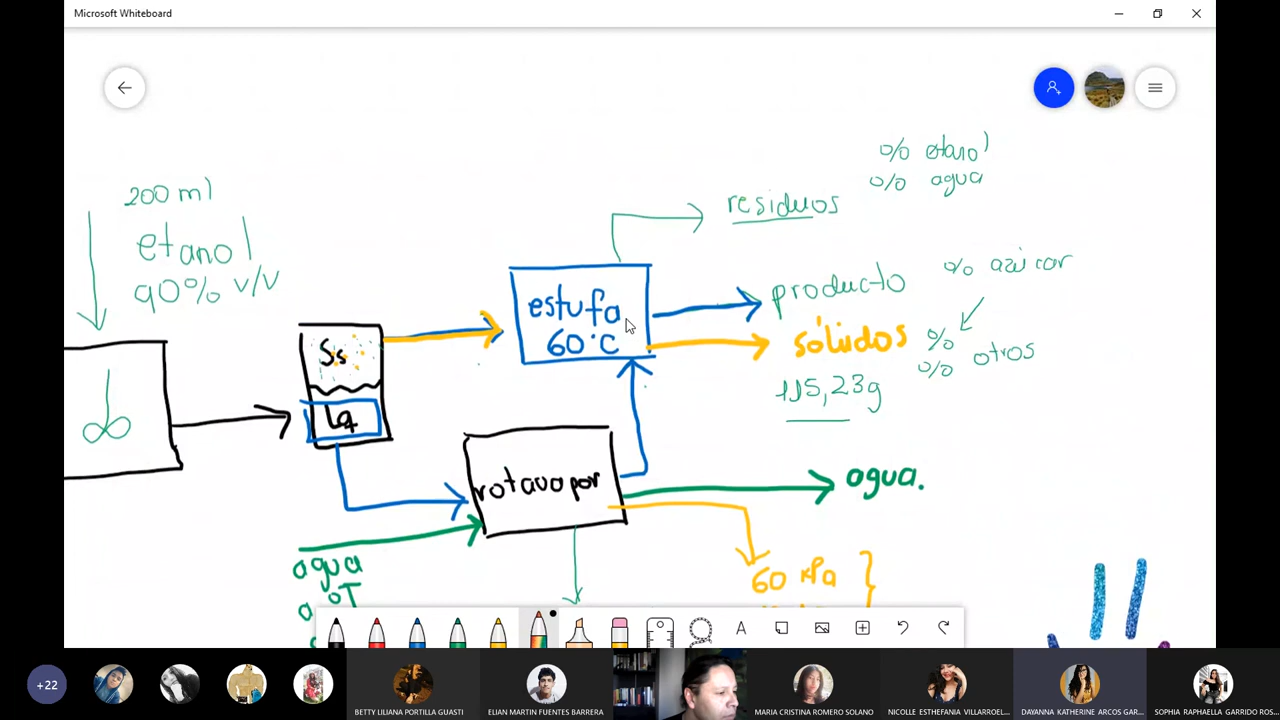 Microsoft Whiteboard
% etanol
% agua
200 ml
etanol
90% v/v
residuos
% azúcar
producto
estufa
60°C
sólidos
%
% otros
Ss
115,23g
Lq
rotavapor
agua.
agua
60 kPa
+22
BETTY LILIANA PORTILLA GUASTI
ELIAN MARTIN FUENTES BARRERA
MARIA CRISTINA ROMERO SOLANO
NICOLLE ESTHEFANIA VILLARROEL...
DAYANNA KATHERINE ARCOS GAR...
SOPHIA RAPHAELLA GARRIDO ROS...